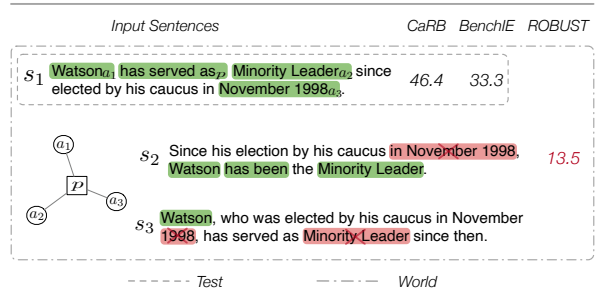 Input Sentences CaRB BenchIE ROBUST
s1 Watsona1 has served asp Minority Leadera2 since
elected by his caucus in November 1998a3. 46.4 33.3
a1
p
a2
a3
s2 Since his election by his caucus in November 1998,
Watson has been the Minority Leader. 13.5
s3 Watson, who was elected by his caucus in November
1998, has served as Minority Leader since then.
Test World